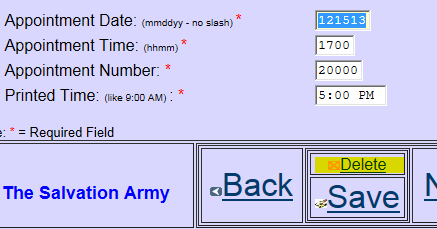 Appointment Date: (mmddyy - no slash) * 121513
Appointment Time: (hhmm) * 1700
Appointment Number: * 20000
Printed Time: (like 9:00 AM) : * 5:00 PM
e: * = Required Field
The Salvation Army
Back
Delete
Save
N